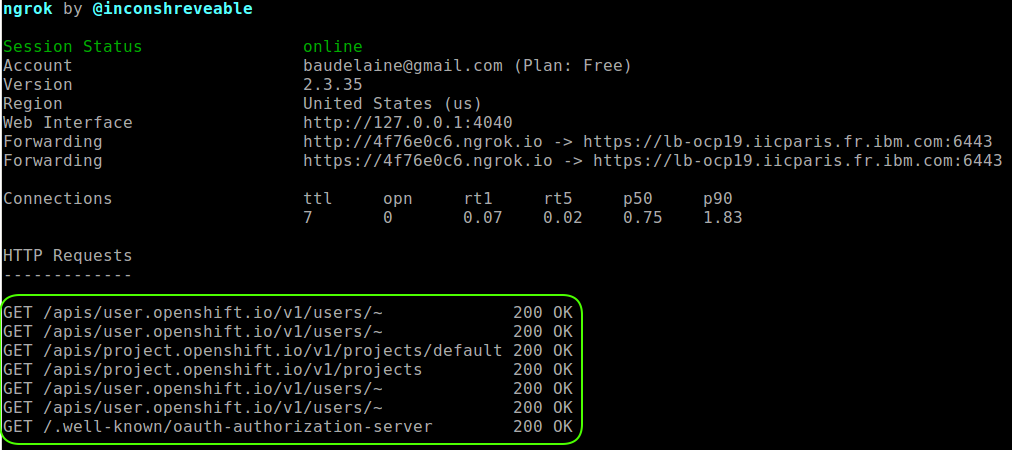 ngrok by @inconshreveable
Session Status online
Account baudelaine@gmail.com (Plan: Free)
Version 2.3.35
Region United States (us)
Web Interface http://127.0.0.1:4040
Forwarding http://4f76e0c6.ngrok.io -> https://lb-ocp19.iicparis.fr.ibm.com:6443
Forwarding https://4f76e0c6.ngrok.io -> https://lb-ocp19.iicparis.fr.ibm.com:6443
Connections ttl opn rt1 rt5 p50 p90
7 0 0.07 0.02 0.75 1.83
HTTP Requests
-------------
GET /apis/user.openshift.io/v1/users/~ 200 OK
GET /apis/user.openshift.io/v1/users/~ 200 OK
GET /apis/project.openshift.io/v1/projects/default 200 OK
GET /apis/project.openshift.io/v1/projects 200 OK
GET /apis/user.openshift.io/v1/users/~ 200 OK
GET /apis/user.openshift.io/v1/users/~ 200 OK
GET /.well-known/oauth-authorization-server 200 OK